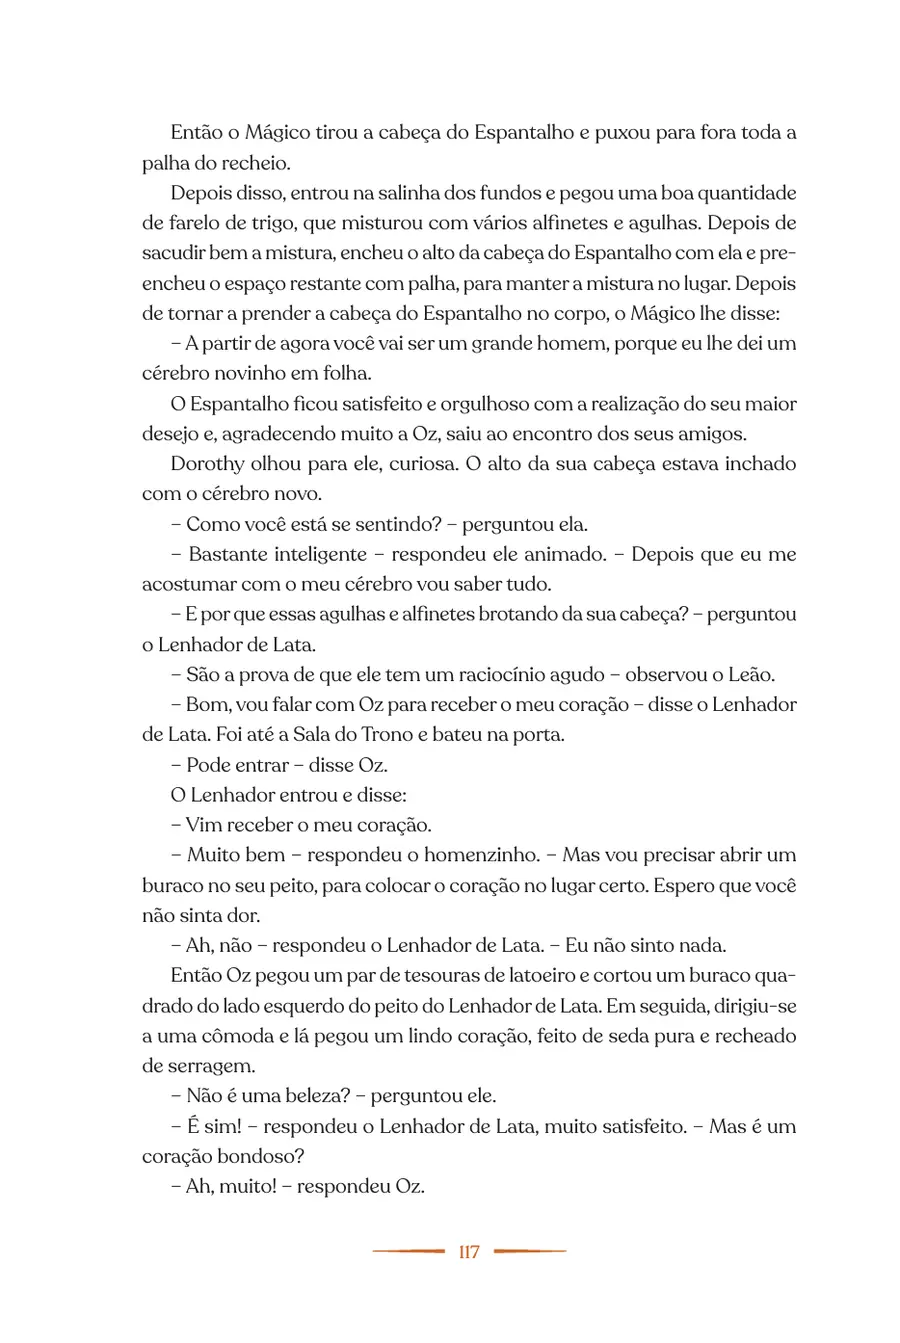 Então o Mágico tirou a cabeça do Espantalho e puxou para fora toda a
palha do recheio.
Depois disso, entrou na salinha dos fundos e pegou uma boa quantidade
de farelo de trigo, que misturou com vários alfinetes e agulhas. Depois de
sacudir bem a mistura, encheu o alto da cabeça do Espantalho com ela e pre-
encheu o espaço restante com palha, para manter a mistura no lugar. Depois
de tornar a prender a cabeça do Espantalho no corpo, o Mágico lhe disse:
– A partir de agora você vai ser um grande homem, porque eu lhe dei um
cérebro novinho em folha.
O Espantalho ficou satisfeito e orgulhoso com a realização do seu maior
desejo e, agradecendo muito a Oz, saiu ao encontro dos seus amigos.
Dorothy olhou para ele, curiosa. O alto da sua cabeça estava inchado
com o cérebro novo.
– Como você está se sentindo? – perguntou ela.
– Bastante inteligente – respondeu ele animado. – Depois que eu me
acostumar com o meu cérebro vou saber tudo.
– E por que essas agulhas e alfinetes brotando da sua cabeça? – perguntou
o Lenhador de Lata.
– São a prova de que ele tem um raciocínio agudo – observou o Leão.
– Bom, vou falar com Oz para receber o meu coração – disse o Lenhador
de Lata. Foi até a Sala do Trono e bateu na porta.
– Pode entrar – disse Oz.
O Lenhador entrou e disse:
– Vim receber o meu coração.
– Muito bem – respondeu o homenzinho. – Mas vou precisar abrir um
buraco no seu peito, para colocar o coração no lugar certo. Espero que você
não sinta dor.
– Ah, não – respondeu o Lenhador de Lata. – Eu não sinto nada.
Então Oz pegou um par de tesouras de latoeiro e cortou um buraco qua-
drado do lado esquerdo do peito do Lenhador de Lata. Em seguida, dirigiu-se
a uma cômoda e lá pegou um lindo coração, feito de seda pura e recheado
de serragem.
– Não é uma beleza? – perguntou ele.
– É sim! – respondeu o Lenhador de Lata, muito satisfeito. – Mas é um
coração bondoso?
– Ah, muito! – respondeu Oz.
117